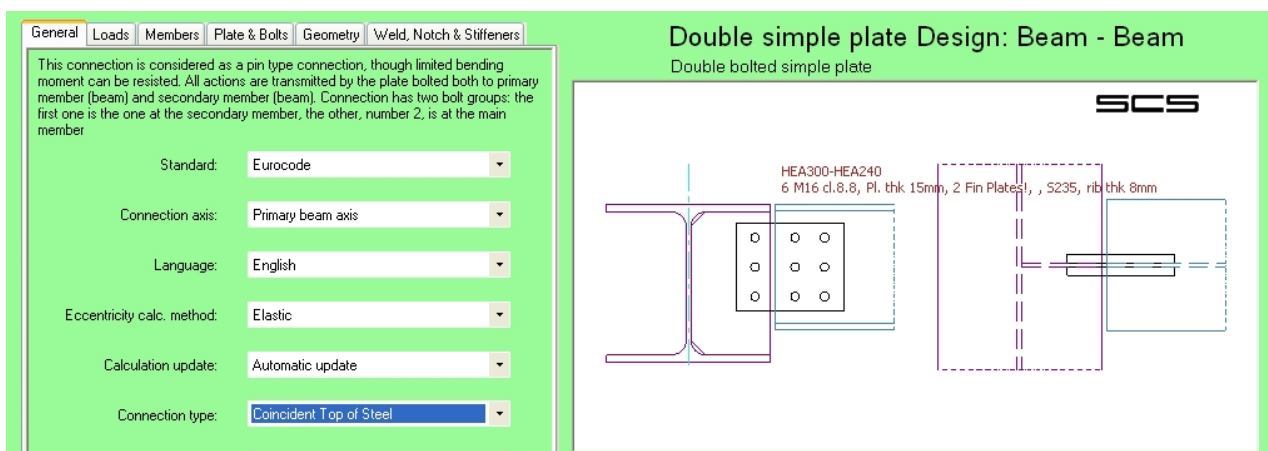 General Loads Members Plate & Bolts Geometry Weld, Notch & Stiffeners
This connection is considered as a pin type connection, though limited bending
moment can be resisted. All actions are transmitted by the plate bolted both to primary
member (beam) and secondary member (beam). Connection has two bolt groups: the
first one is the one at the secondary member, the other, number 2, is at the main
member
Standard: Eurocode
Connection axis: Primary beam axis
Language: English
Eccentricity calc. method: Elastic
Calculation update: Automatic update
Connection type: Coincident Top of Steel
Double simple plate Design: Beam - Beam
Double bolted simple plate
SCS
HEA300-HEA240
6 M16 cl.8.8, Pl. thk 15mm, 2 Fin Plates!, , S235, rib thk 8mm